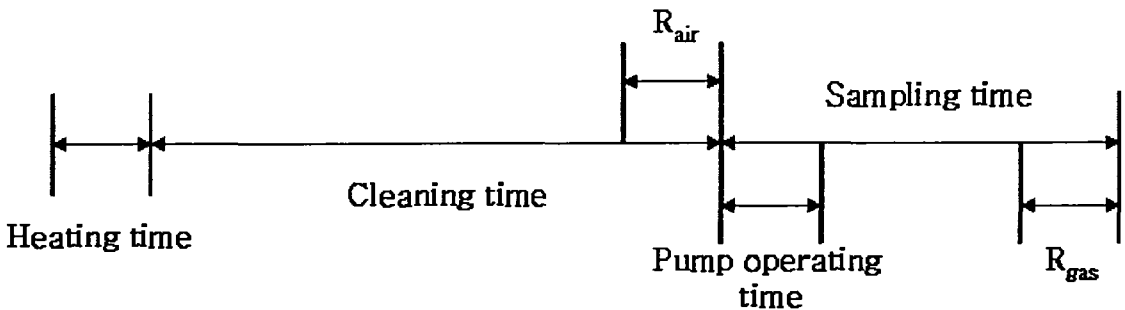 R_air
Sampling time
Cleaning time
Heating time
Pump operating
time
R_gas